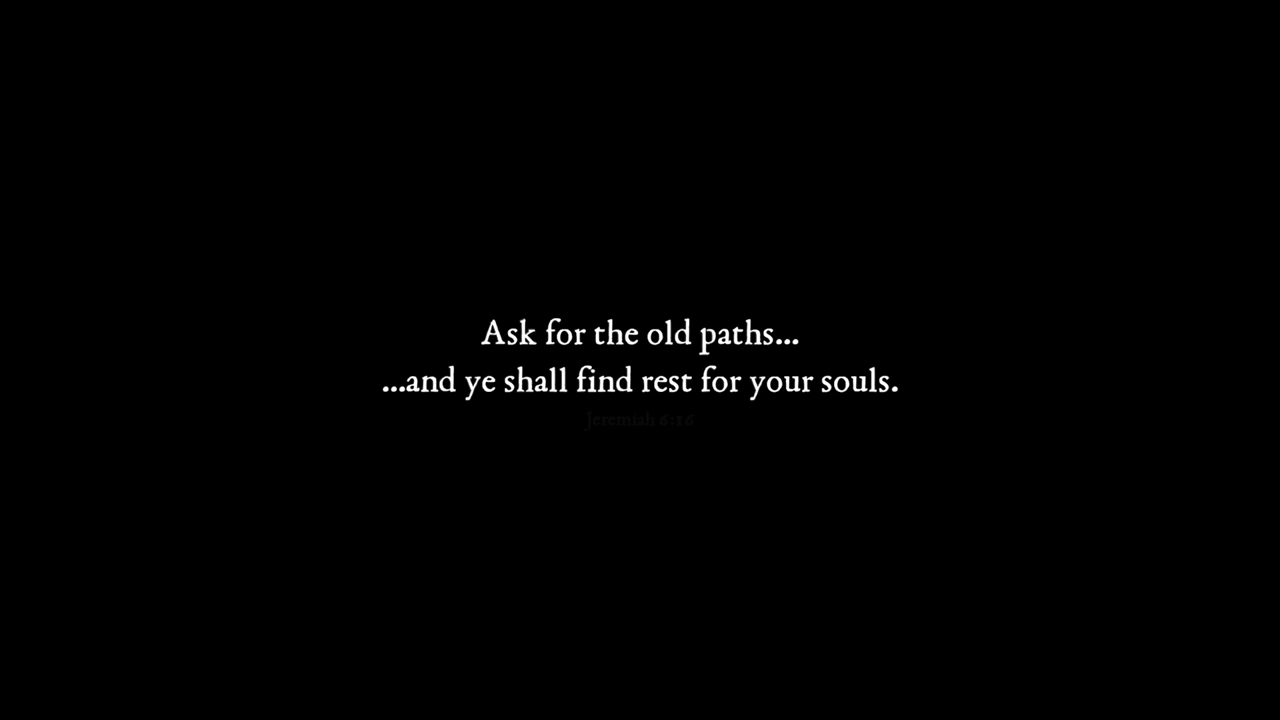 Ask for the old paths...
...and ye shall find rest for your souls.
Jeremiah 6:16